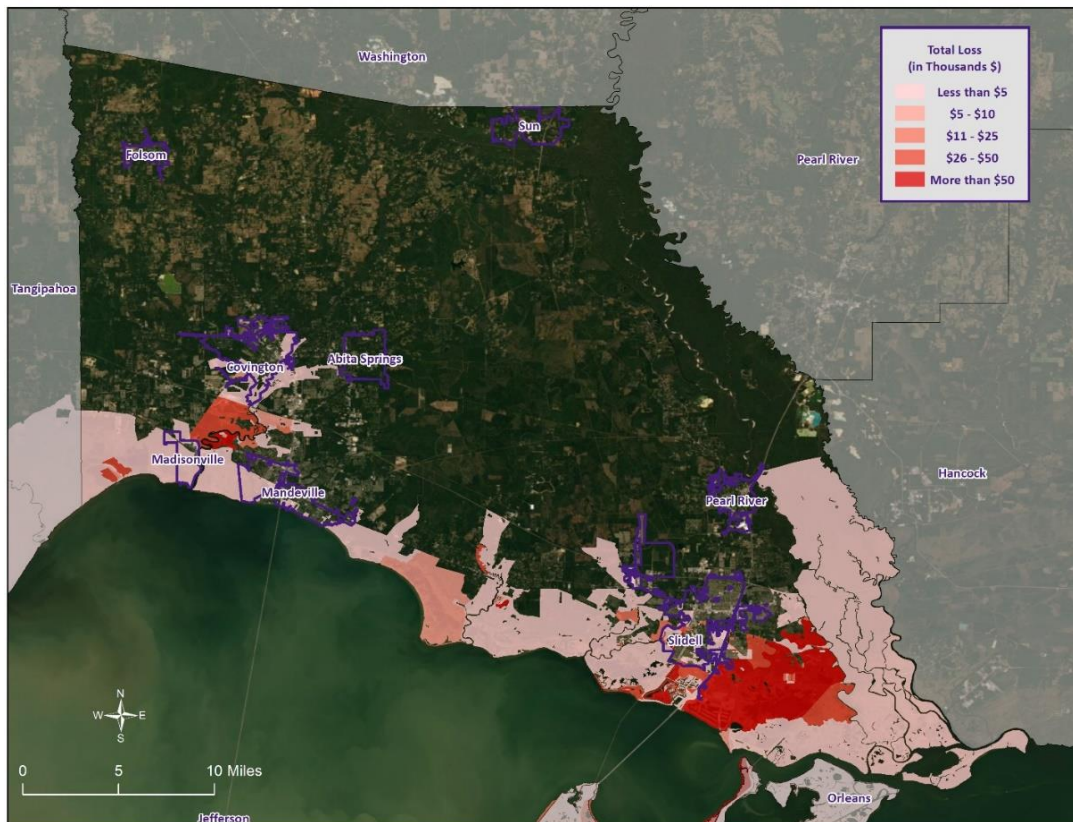 Washington
Total Loss
(in Thousands $)
Less than $5
$5 - $10
$11 - $25
$26 - $50
More than $50
Sun
Folsom
Pearl River
Tangipahoa
Covington
Abita Springs
Madisonville
Mandeville
Pearl River
Hancock
Slidell
N
W E
S
0 5 10 Miles
Orleans
Jefferson